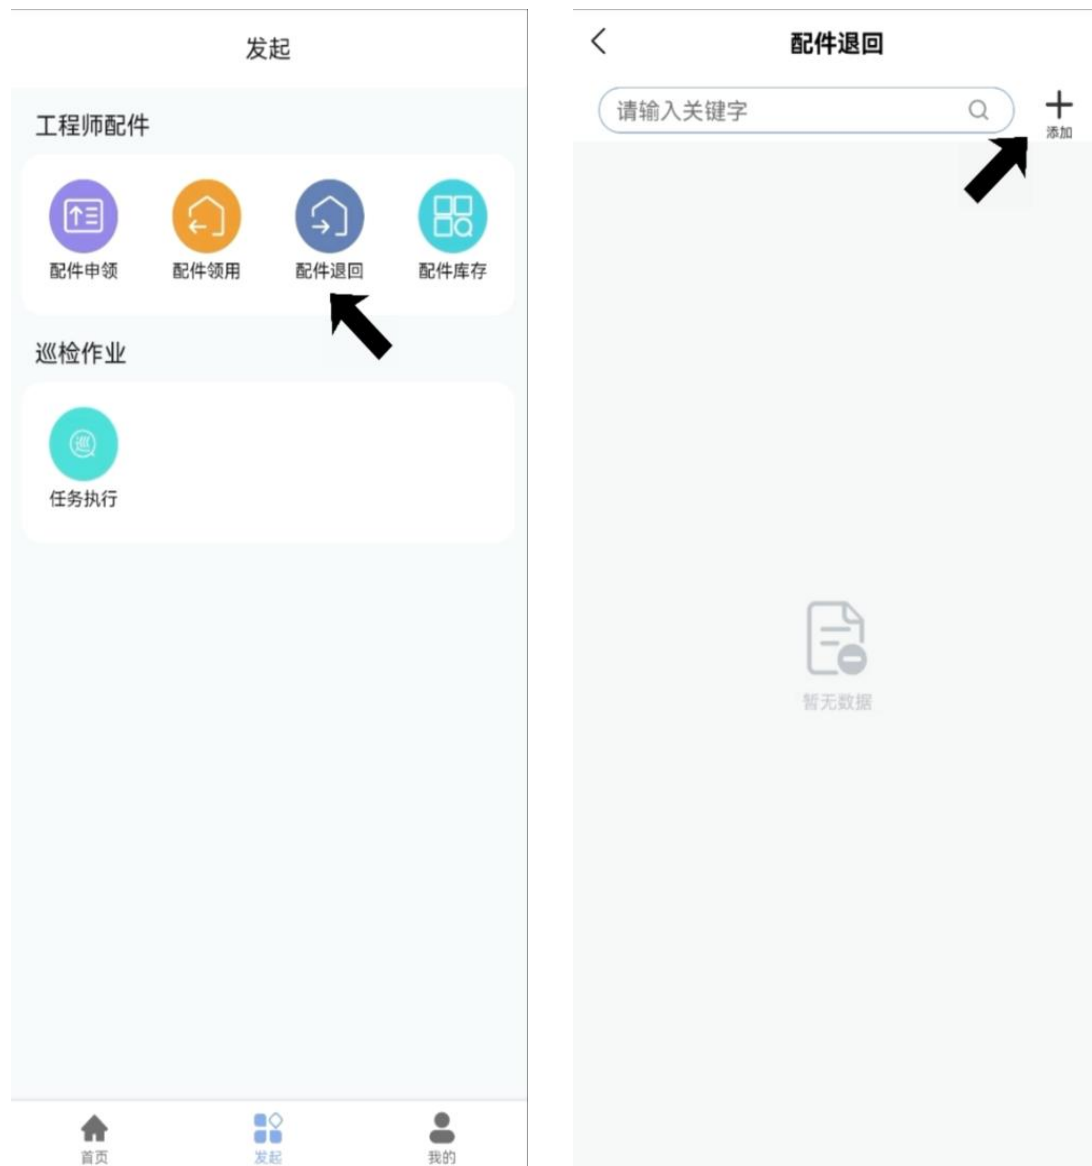 发起
工程师配件
配件申领 配件领用 配件退回 配件库存
巡检作业
巡
任务执行
首页 发起 我的
配件退回
请输入关键字
添加
暂无数据